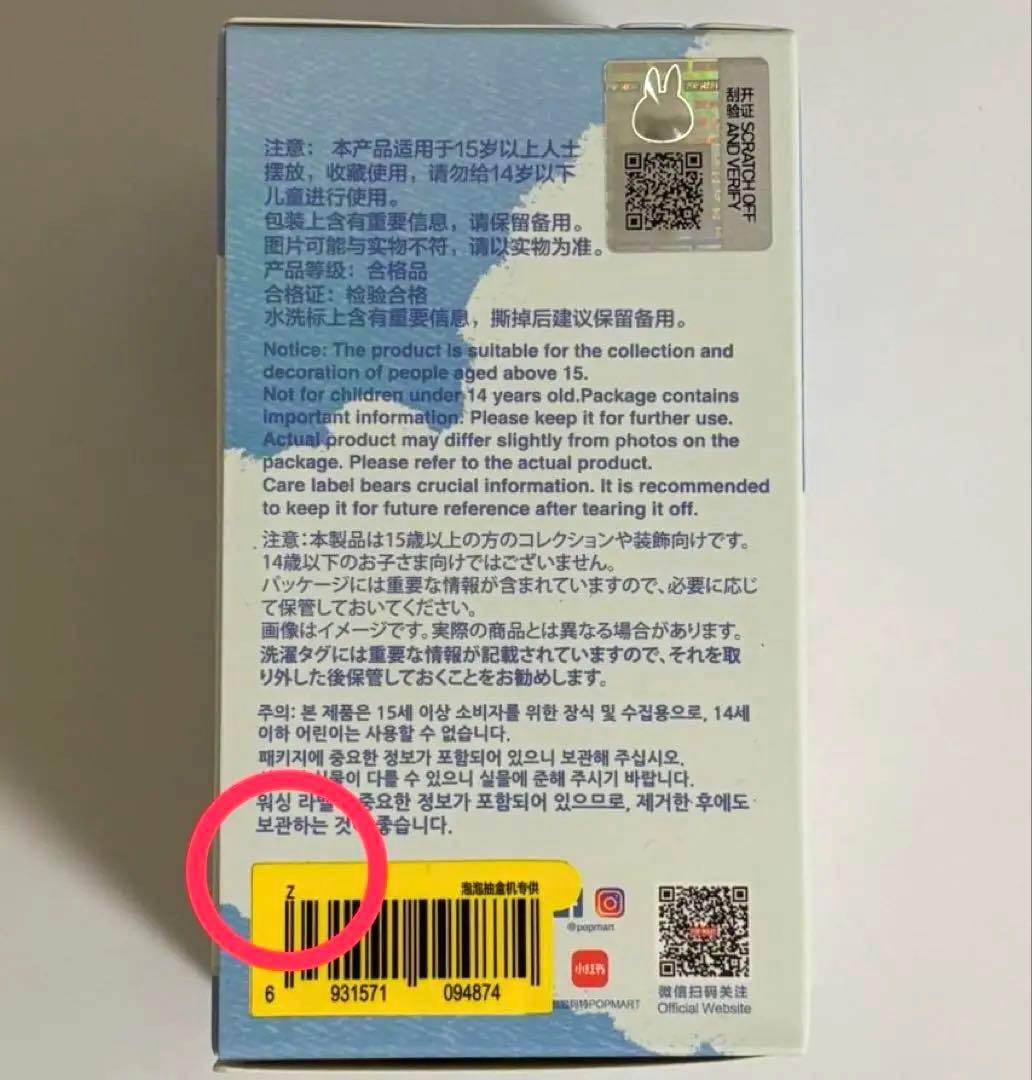 注意： 本产品适用于15岁以上人士
摆放，收藏使用，请勿给14岁以下
儿童进行使用。
包装上含有重要信息，请保留备用。
图片可能与实物不符，请以实物为准。
产品等级：合格品
合格证：检验合格
水洗标上含有重要信息，撕掉后建议保留备用。
刮开
验证 SCRATCH OFF
AND VERIFY
Notice: The product is suitable for the collection and
decoration of people aged above 15.
Not for children under 14 years old.Package contains
important information. Please keep it for further use.
Actual product may differ slightly from photos on the
package. Please refer to the actual product.
Care label bears crucial information. It is recommended
to keep it for future reference after tearing it off.
注意：本製品は15歳以上の方のコレクションや装飾向けです。
14歳以下のお子さま向けではございません。
パッケージには重要な情報が含まれていますので、必要に応じ
て保管しておいてください。
画像はイメージです。実際の商品とは異なる場合があります。
洗濯タグには重要な情報が記載されていますので、それを取
り外した後保管しておくことをお勧めします。
주의: 본 제품은 15세 이상 소비자를 위한 장식 및 수집용으로, 14세
이하 어린이는 사용할 수 없습니다.
패키지에 중요한 정보가 포함되어 있으니 보관해 주십시오.
실물이 다를 수 있으니 실물에 준해 주시기 바랍니다.
워싱 라벨 중요한 정보가 포함되어 있으므로, 제거한 후에도
보관하는 것 좋습니다.
Z
泡泡抽盒机专供
6 931571 094874
@popmart
小红书
POPMART
微信扫码关注
Official Website